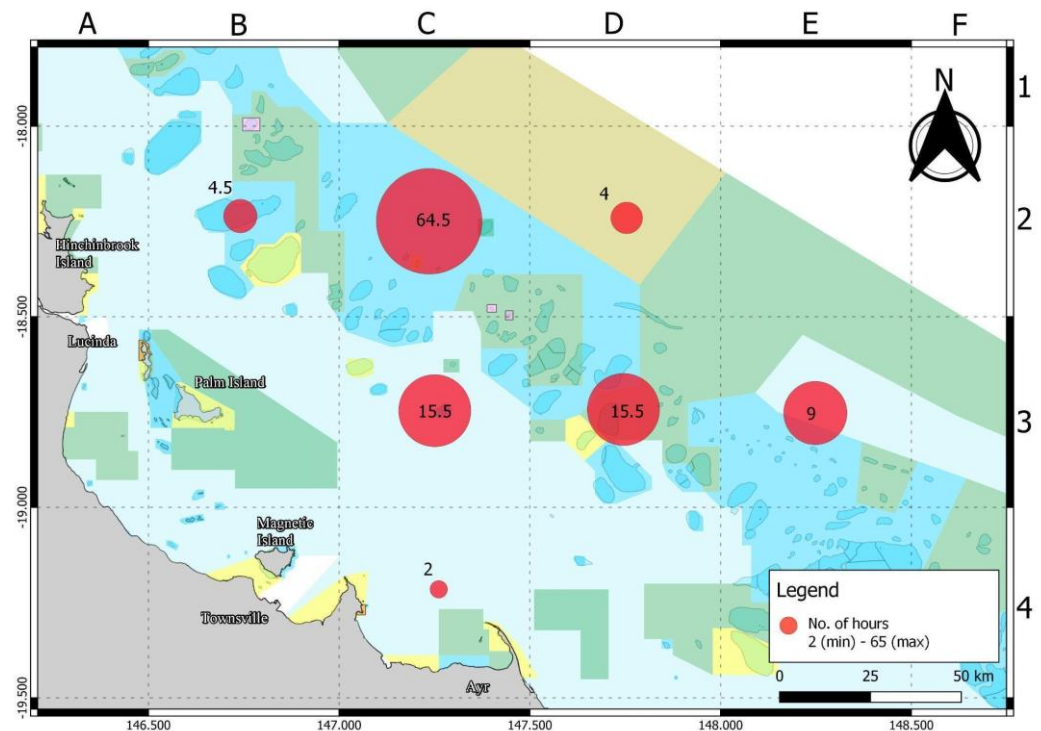 A B C D E F
N
1
4.5
64.5
4
2
Hinchinbrook
Island
Lucinda
Palm Island
15.5
15.5
9
3
Magnetic
Island
2
Townsville
Ayr
4
Legend
No. of hours
2 (min) - 65 (max)
0 25 50 km
-18.000
-18.500
-19.000
-19.500
146.500 147.000 147.500 148.000 148.500